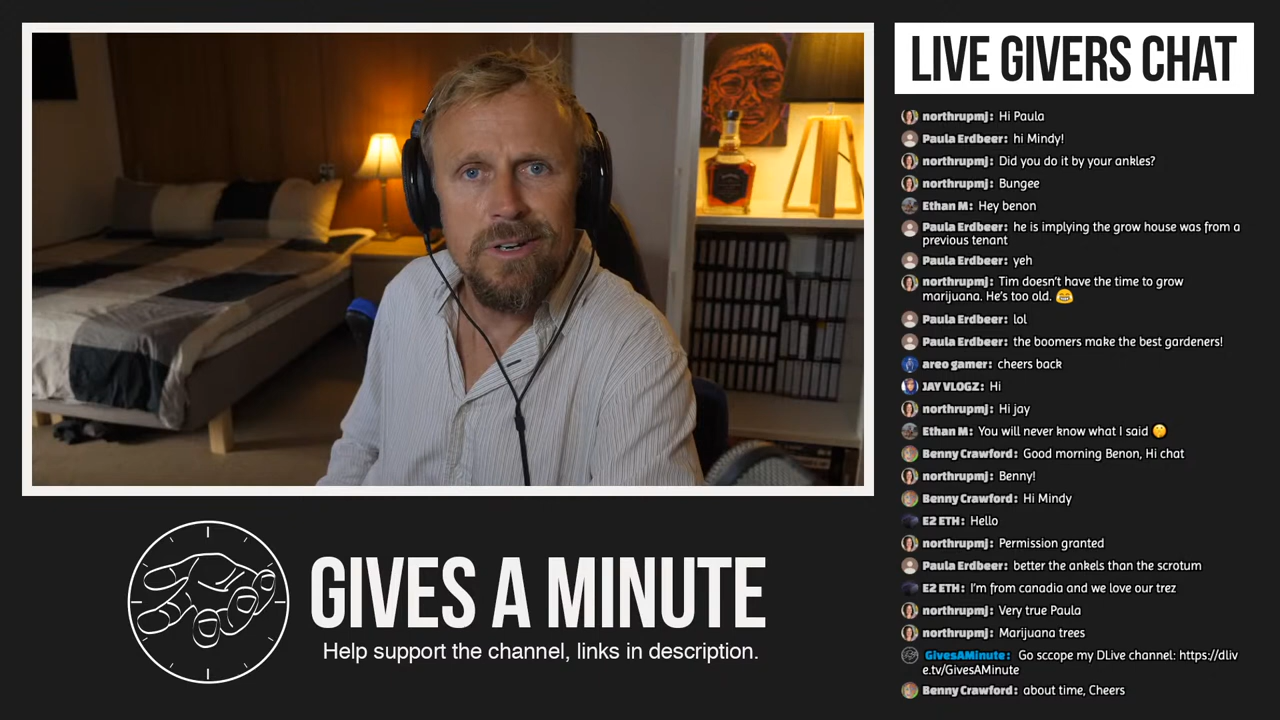 LIVE GIVERS CHAT
northrupmj: Hi Paula
Paula Erdbeer: hi Mindy!
northrupmj: Did you do it by your ankles?
northrupmj: Bungee
Ethan M: Hey benon
Paula Erdbeer: he is implying the grow house was from a
previous tenant
Paula Erdbeer: yeh
northrupmj: Tim doesn't have the time to grow
marijuana. He's too old. 😂
Paula Erdbeer: lol
Paula Erdbeer: the boomers make the best gardeners!
areo gamer: cheers back
JAY VLOGZ: Hi
northrupmj: Hi jay
Ethan M: You will never know what I said 🤫
Benny Crawford: Good morning Benon, Hi chat
northrupmj: Benny!
Benny Crawford: Hi Mindy
E2 ETH: Hello
northrupmj: Permission granted
Paula Erdbeer: better the ankels than the scrotum
E2 ETH: I'm from canadia and we love our trez
northrupmj: Very true Paula
northrupmj: Marijuana trees
GivesAMinute: Go sccope my DLive channel: https://dliv
e.tv/GivesAMinute
Benny Crawford: about time, Cheers
GIVES A MINUTE
Help support the channel, links in description.